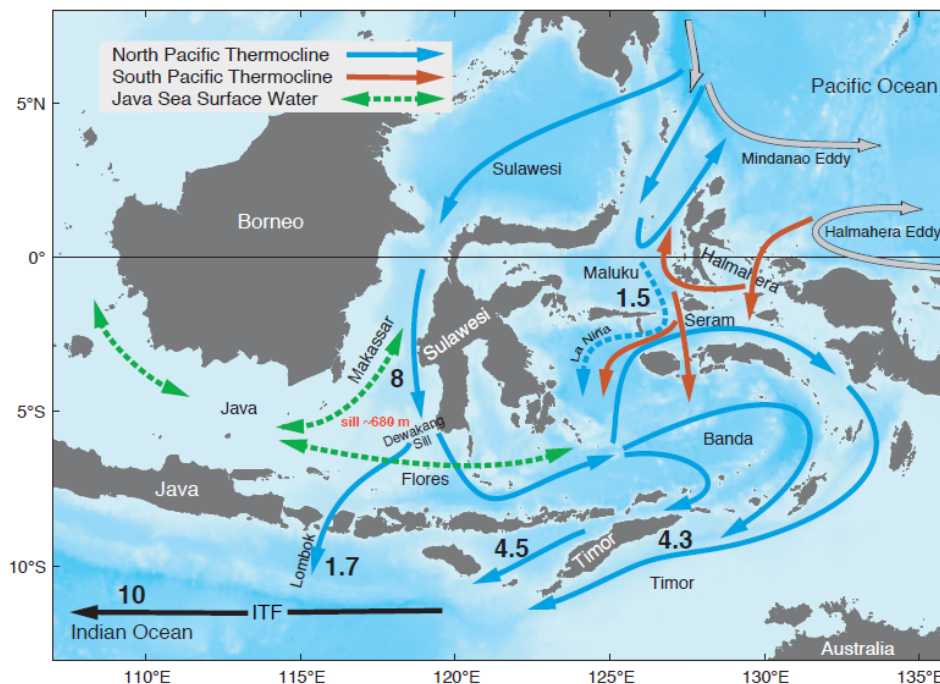 North Pacific Thermocline
South Pacific Thermocline
Java Sea Surface Water
Pacific Ocean
5°N
Mindanao Eddy
Sulawesi
Borneo
Halmahera Eddy
0°
Halmahera
Maluku
1.5
Seram
Sulawesi
Makassar
La Niña
8
Java
sill ~680 m
5°S
Dewakang
Sill
Banda
Flores
Java
Lombok
1.7
4.5
Timor
4.3
10°S
Timor
10
ITF
Indian Ocean
Australia
110°E
115°E
120°E
125°E
130°E
135°E